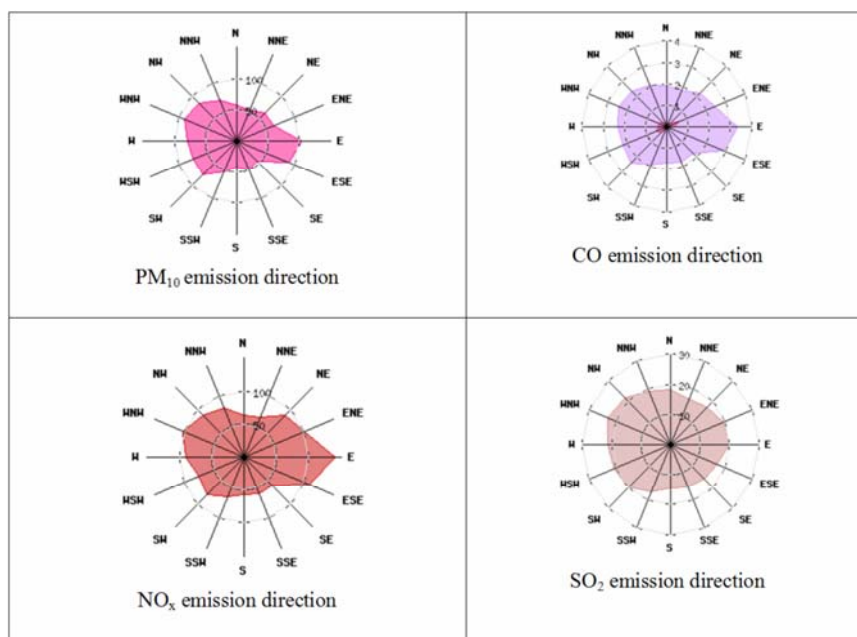 N
NNW NNE
NW NE
WNW ENE
100
50
W E
WSW ESE
SW SE
SSW SSE
S
PM10 emission direction
N
4
NNW NNE
3
NW NE
2
WNW ENE
1
W E
WSW ESE
SW SE
SSW SSE
S
CO emission direction
N
NNW NNE
NW NE
100
WNW ENE
50
W E
WSW ESE
SW SE
SSW SSE
S
NOx emission direction
N
30
NNW NNE
NW NE
20
WNW ENE
10
W E
WSW ESE
SW SE
SSW SSE
S
SO2 emission direction